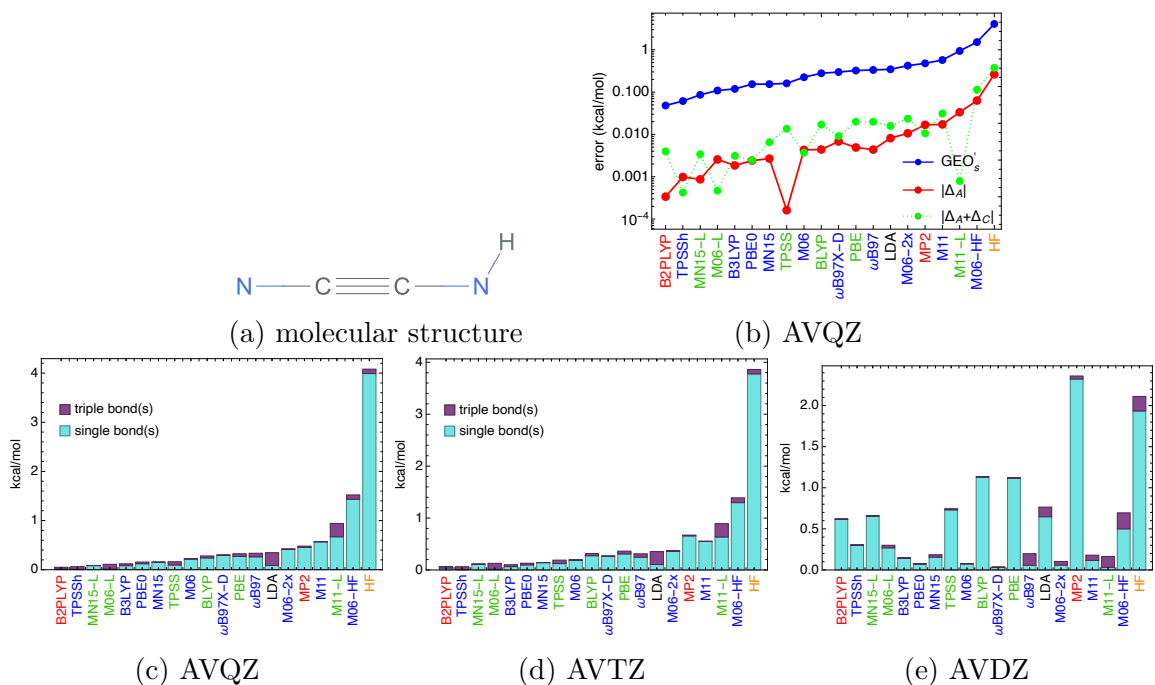 H
N C C N
(a) molecular structure
error (kcal/mol)
1
0.100
0.010
0.001
10⁻⁴
GEO's
|Δ_A|
|Δ_A+Δ_C|
B2PLYP
TPSSh
MN15-L
M06-L
B3LYP
PBE0
MN15
TPSS
M06
BLYP
ωB97X-D
PBE
ωB97
LDA
M06-2x
MP2
M11
M11-L
M06-HF
HF
(b) AVQZ
kcal/mol
4
3
2
1
0
triple bond(s)
single bond(s)
B2PLYP
TPSSh
MN15-L
M06-L
B3LYP
PBE0
MN15
TPSS
M06
BLYP
ωB97X-D
PBE
ωB97
LDA
M06-2x
MP2
M11
M11-L
M06-HF
HF
(c) AVQZ
kcal/mol
4
3
2
1
0
triple bond(s)
single bond(s)
B2PLYP
TPSSh
MN15-L
M06-L
B3LYP
PBE0
MN15
TPSS
M06
BLYP
ωB97X-D
PBE
ωB97
LDA
M06-2x
MP2
M11
M11-L
M06-HF
HF
(d) AVTZ
kcal/mol
2.0
1.5
1.0
0.5
0.0
B2PLYP
TPSSh
MN15-L
M06-L
B3LYP
PBE0
MN15
TPSS
M06
BLYP
ωB97X-D
PBE
ωB97
LDA
M06-2x
MP2
M11
M11-L
M06-HF
HF
(e) AVDZ